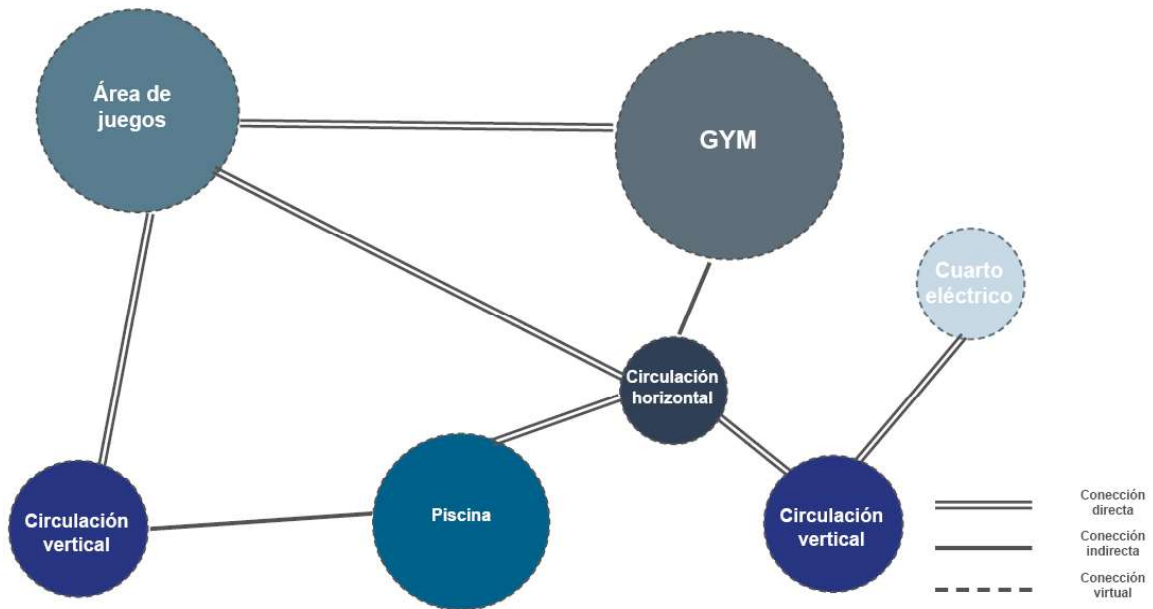 Área de
juegos
GYM
Cuarto
eléctrico
Circulación
horizontal
Circulación
vertical
Piscina
Circulación
vertical
Conección
directa
Conección
indirecta
Conección
virtual